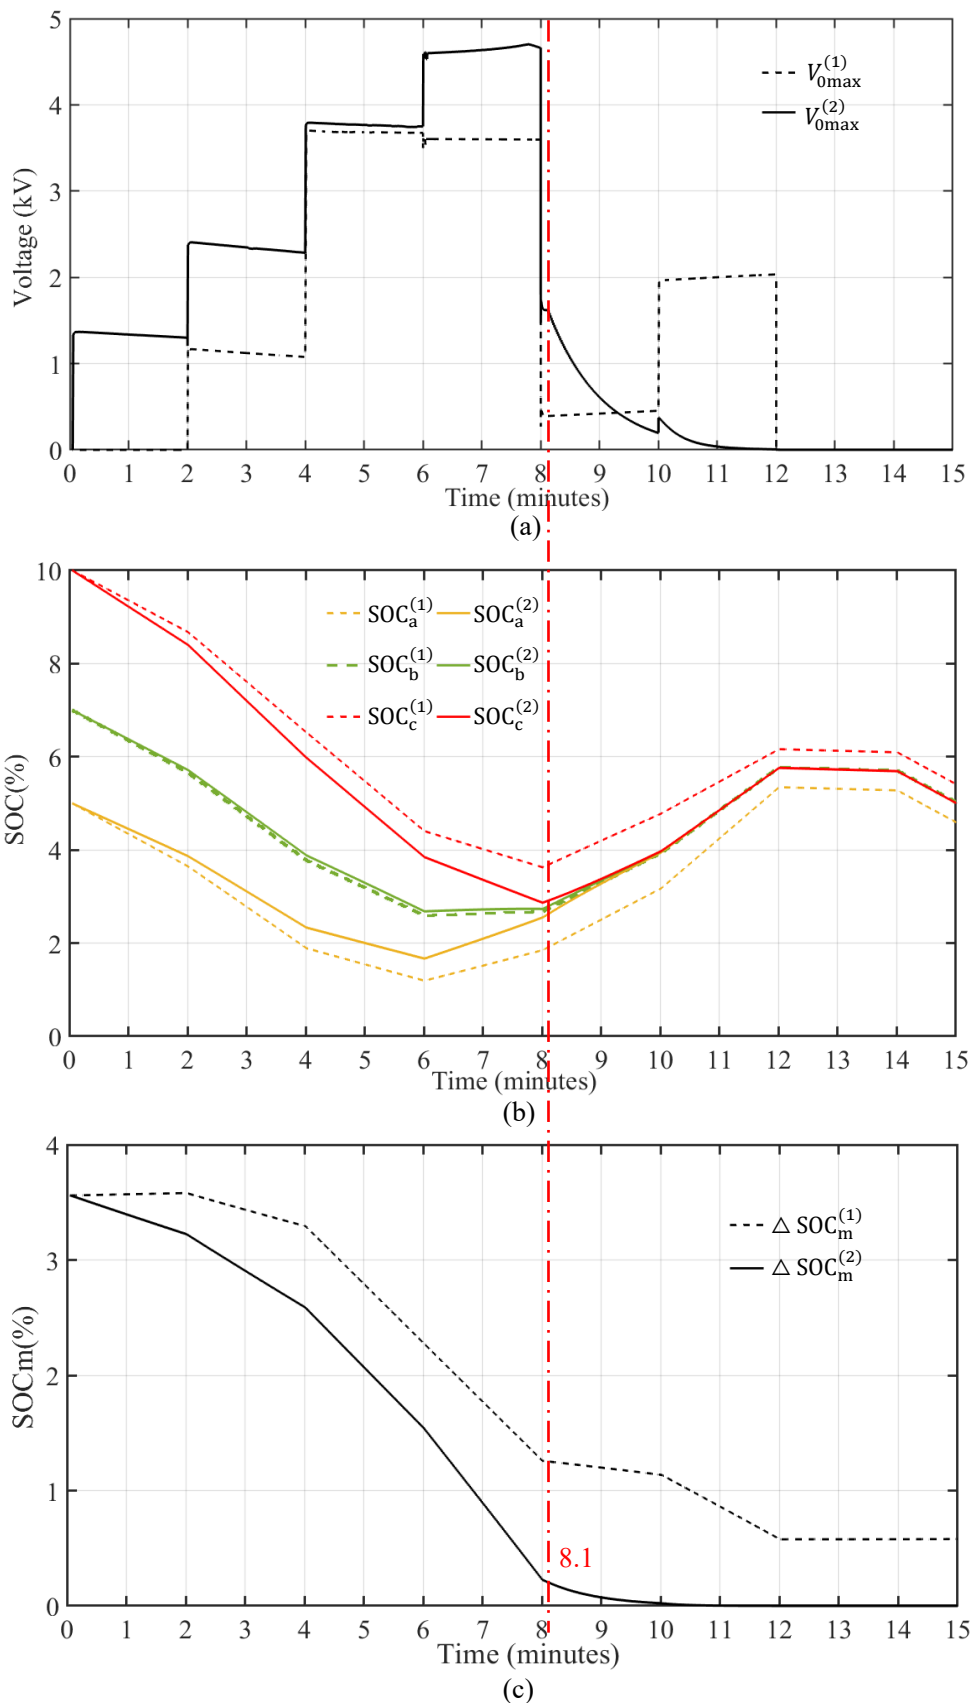 5
4
3
2
1
0
Voltage (kV)
V_{0max}^{(1)}
V_{0max}^{(2)}
0 1 2 3 4 5 6 7 8 9 10 11 12 13 14 15
Time (minutes)
(a)
10
8
6
4
2
0
SOC(%)
SOC_a^{(1)} SOC_a^{(2)}
SOC_b^{(1)} SOC_b^{(2)}
SOC_c^{(1)} SOC_c^{(2)}
0 1 2 3 4 5 6 7 8 9 10 11 12 13 14 15
Time (minutes)
(b)
4
3
2
1
0
SOCm(%)
△ SOC_m^{(1)}
△ SOC_m^{(2)}
8.1
0 1 2 3 4 5 6 7 8 9 10 11 12 13 14 15
Time (minutes)
(c)